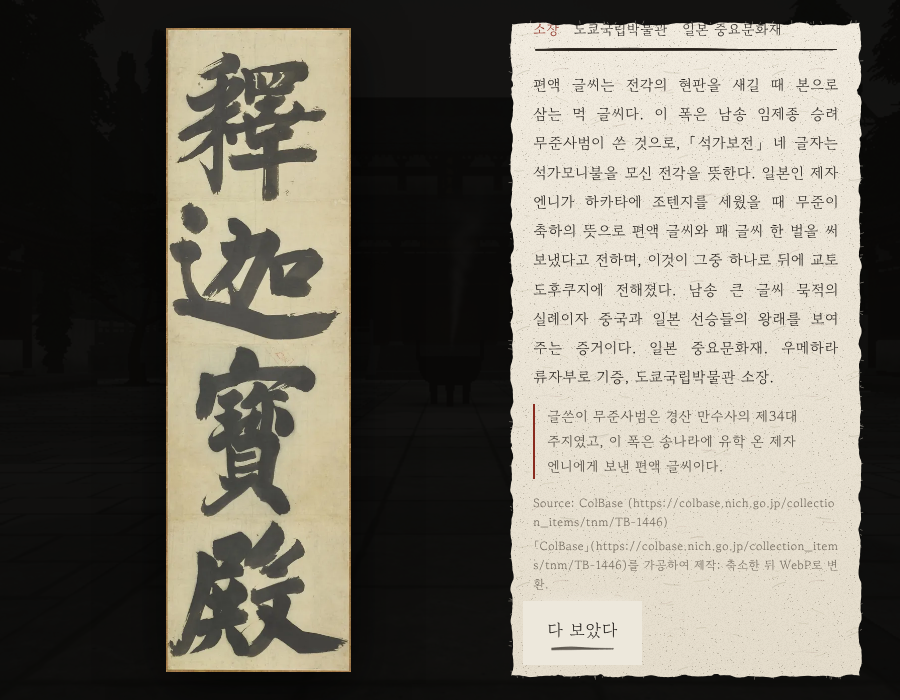 釋
迦
寶
殿
소장 도쿄국립박물관 일본 중요문화재
편액 글씨는 전각의 현판을 새길 때 본으로
삼는 먹 글씨다. 이 폭은 남송 임제종 승려
무준사범이 쓴 것으로, 「석가보전」 네 글자는
석가모니불을 모신 전각을 뜻한다. 일본인 제자
엔니가 하카타에 조텐지를 세웠을 때 무준이
축하의 뜻으로 편액 글씨와 패 글씨 한 벌을 써
보냈다고 전하며, 이것이 그중 하나로 뒤에 교토
도후쿠지에 전해졌다. 남송 큰 글씨 묵적의
실례이자 중국과 일본 선승들의 왕래를 보여
주는 증거이다. 일본 중요문화재. 우메하라
류자부로 기증, 도쿄국립박물관 소장.
글쓴이 무준사범은 경산 만수사의 제34대
주지였고, 이 폭은 송나라에 유학 온 제자
엔니에게 보낸 편액 글씨이다.
Source: ColBase (https://colbase.nich.go.jp/collectio
n_items/tnm/TB-1446)
「ColBase」(https://colbase.nich.go.jp/collection_item
s/tnm/TB-1446)를 가공하여 제작: 축소한 뒤 WebP로 변
환.
다 보았다